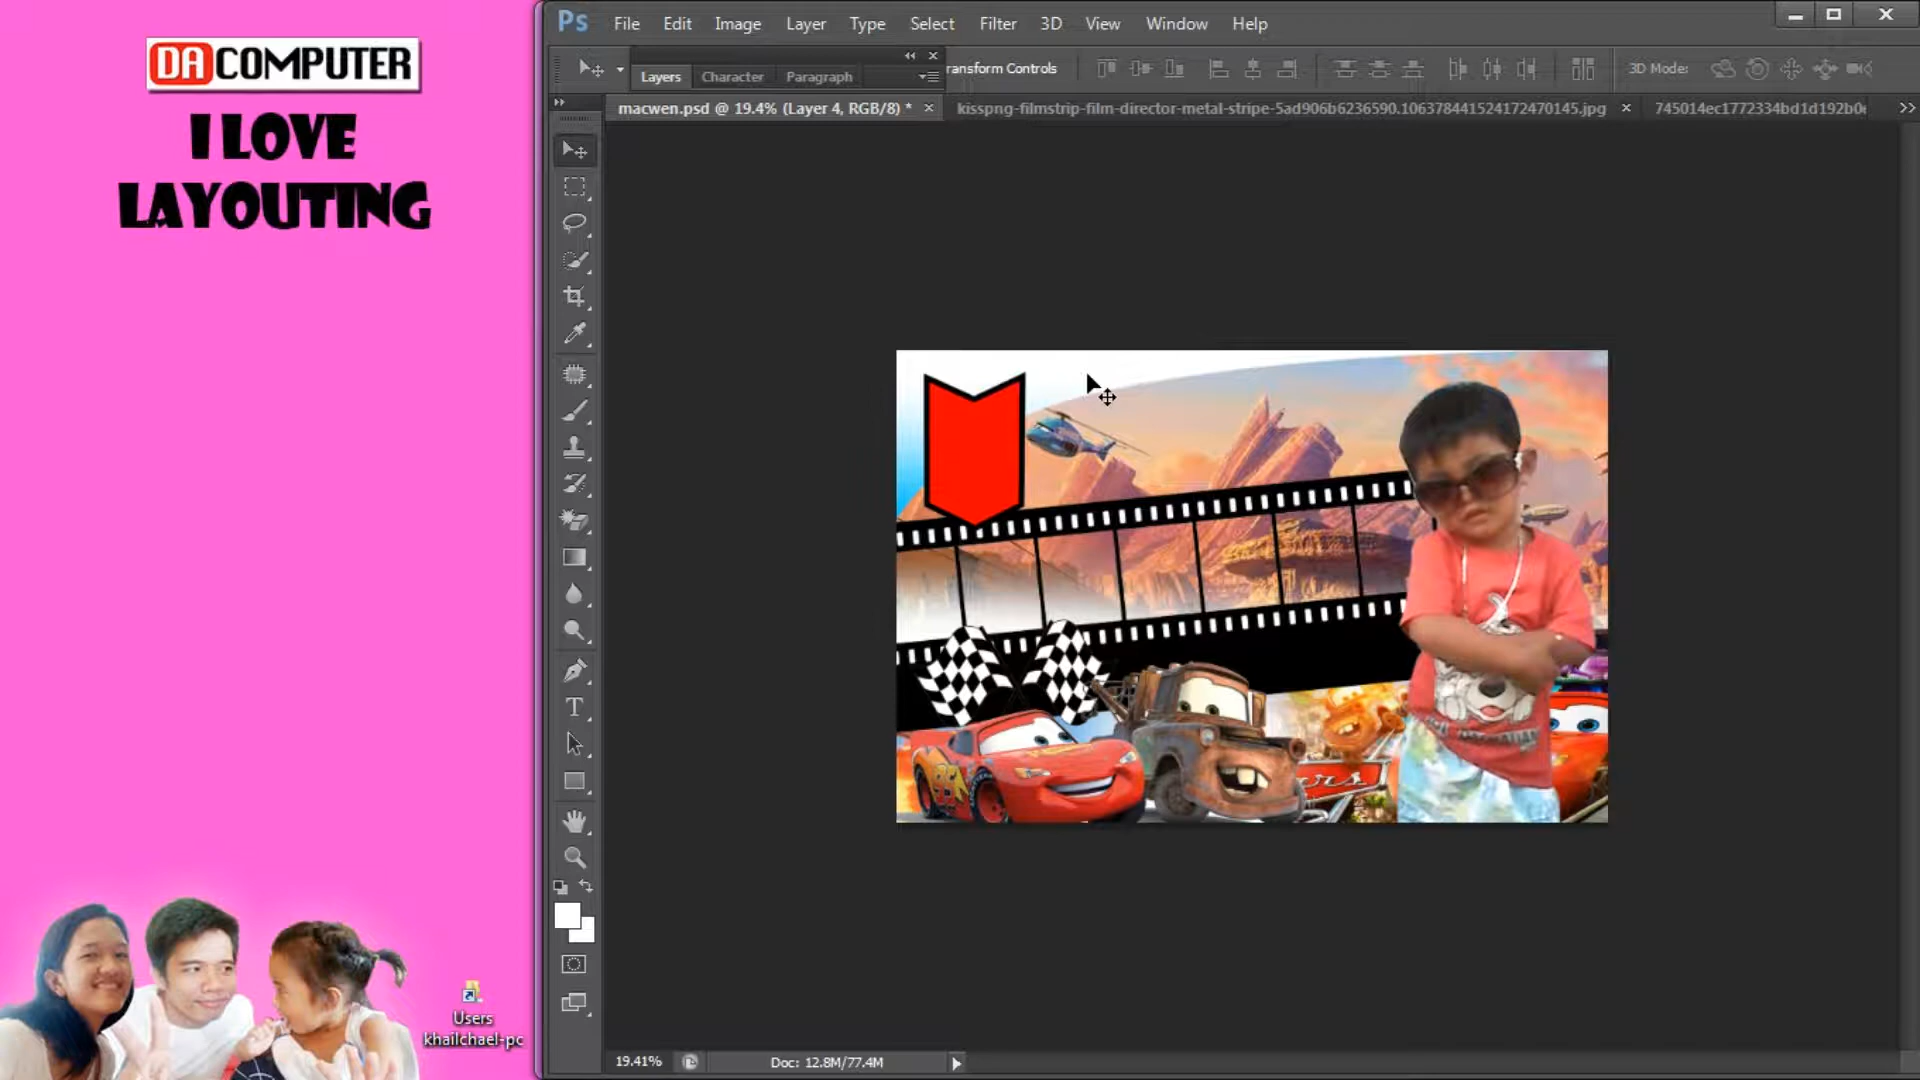 DA COMPUTER
I LOVE
LAYOUTING
Users
khailchael-pc
Ps File Edit Image Layer Type Select Filter 3D View Window Help
Layers Character Paragraph
ransform Controls
3D Mode:
macwen.psd @ 19.4% (Layer 4, RGB/8) *
kisspng-filmstrip-film-director-metal-stripe-5ad906b6236590.106378441524172470145.jpg
745014ec1772334bd1d192b0
95
19.41%
Doc: 12.8M/77.4M